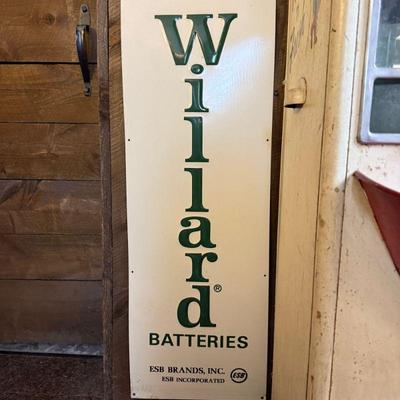 Willard®
BATTERIES
ESB BRANDS, INC.
ESB INCORPORATED
ESB